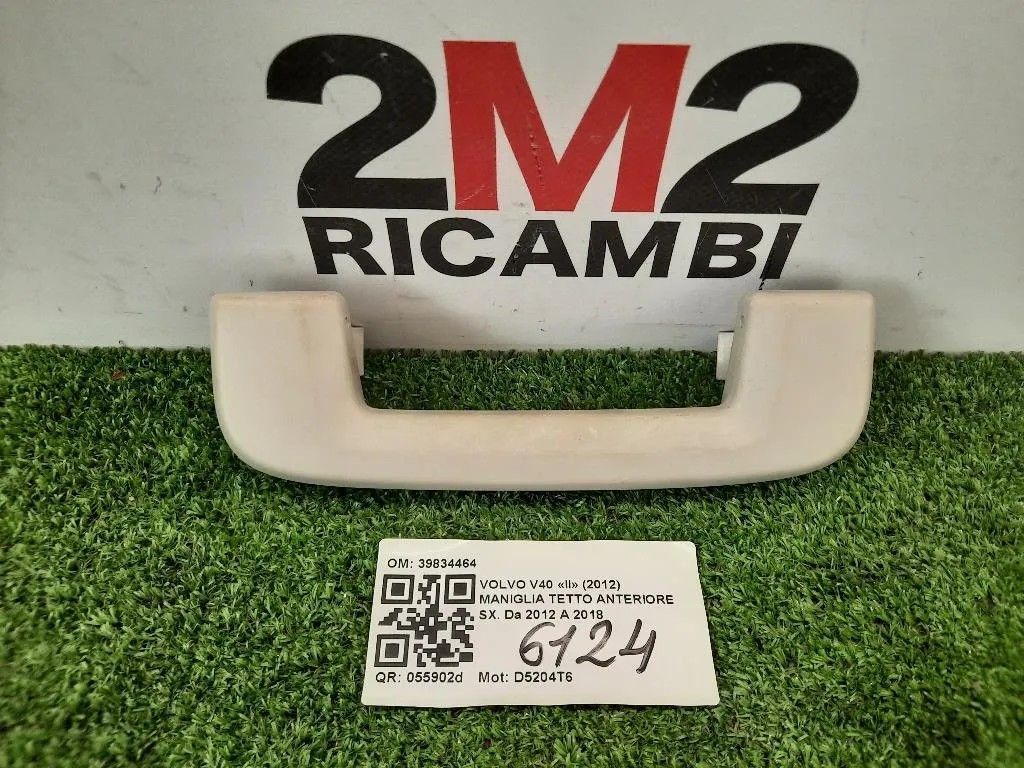 2M2
RICAMBI
OM: 39834464
VOLVO V40 «II» (2012)
MANIGLIA TETTO ANTERIORE
SX. Da 2012 A 2018
6124
QR: 055902d Mot: D5204T6